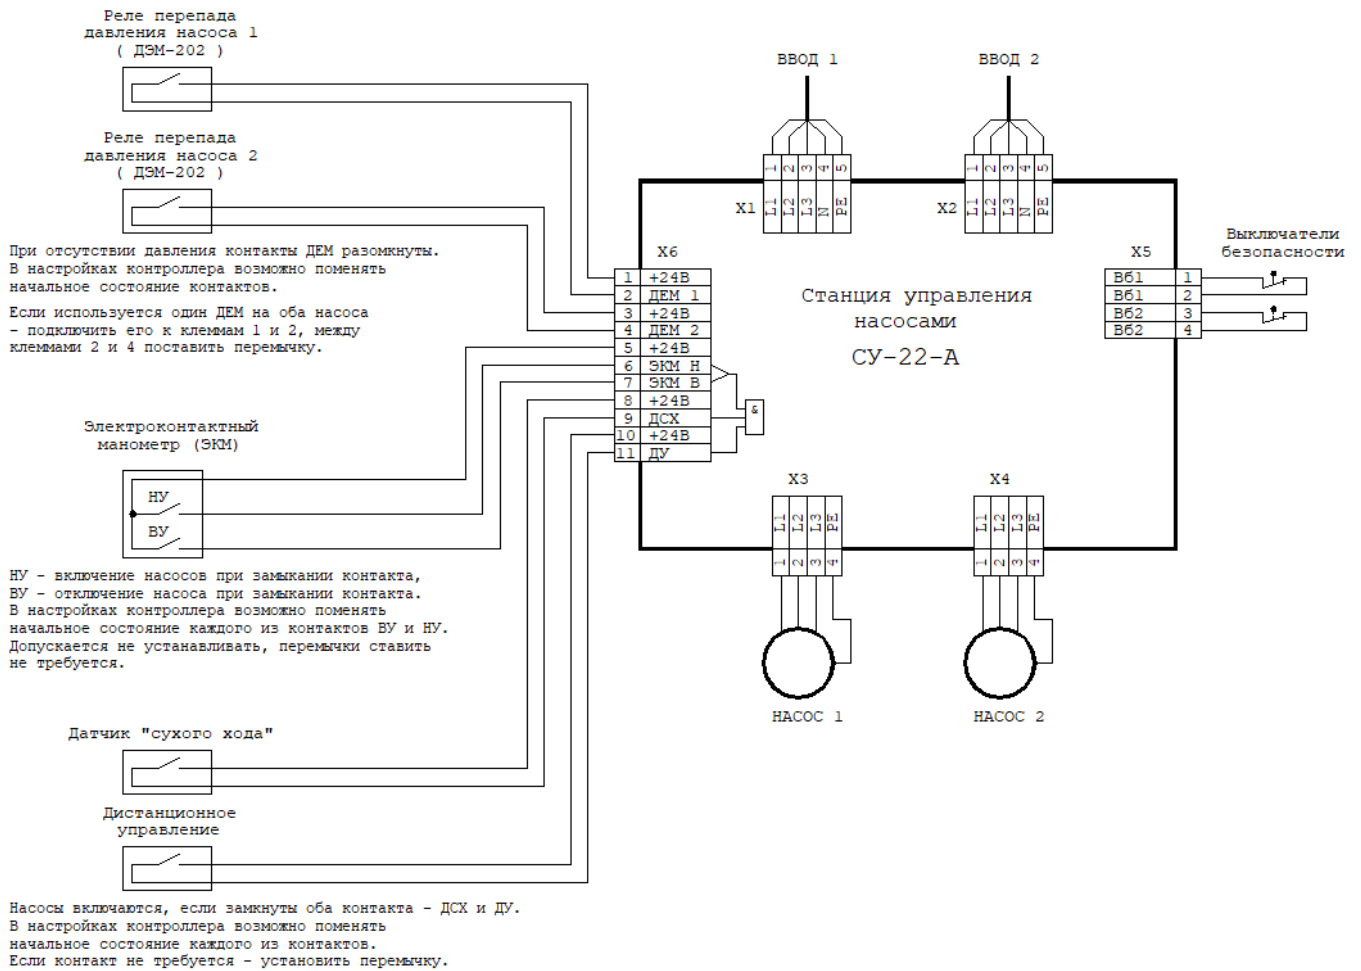 Реле перепада
давления насоса 1
( ДЭМ-202 )
Реле перепада
давления насоса 2
( ДЭМ-202 )
При отсутствии давления контакты ДЕМ разомкнуты.
В настройках контроллера возможно поменять
начальное состояние контактов.
Если используется один ДЕМ на оба насоса
- подключить его к клеммам 1 и 2, между
клеммами 2 и 4 поставить перемычку.
Электроконтактный
манометр (ЭКМ)
НУ
ВУ
НУ - включение насосов при замыкании контакта,
ВУ - отключение насоса при замыкании контакта.
В настройках контроллера возможно поменять
начальное состояние каждого из контактов ВУ и НУ.
Допускается не устанавливать, перемычки ставить
не требуется.
Датчик "сухого хода"
Дистанционное
управление
Насосы включаются, если замкнуты оба контакта - ДСХ и ДУ.
В настройках контроллера возможно поменять
начальное состояние каждого из контактов.
Если контакт не требуется - установить перемычку.
ВВОД 1
1 2 3 4 5
X1
L1 L2 L3 N PE
ВВОД 2
1 2 3 4 5
X2
L1 L2 L3 N PE
X6
1 +24В
2 ДЕМ 1
3 +24В
4 ДЕМ 2
5 +24В
6 ЭКМ Н
7 ЭКМ В
8 +24В
9 ДСХ
10 +24В
11 ДУ
&
Станция управления
насосами
СУ-22-А
X5
Вб1 1
Вб1 2
Вб2 3
Вб2 4
Выключатели
безопасности
X3
L1 L2 L3 PE
1 2 3 4
НАСОС 1
X4
L1 L2 L3 PE
1 2 3 4
НАСОС 2